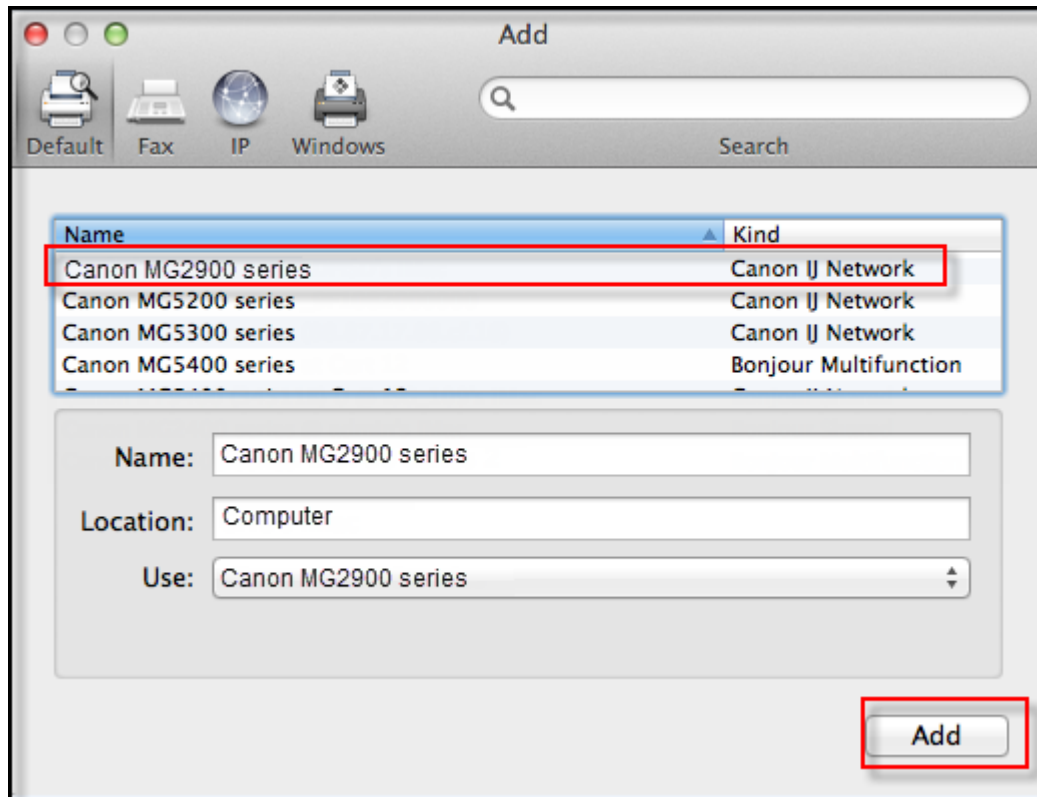 Add
Default Fax IP Windows Search
Name Kind
Canon MG2900 series Canon IJ Network
Canon MG5200 series Canon IJ Network
Canon MG5300 series Canon IJ Network
Canon MG5400 series Bonjour Multifunction
Name: Canon MG2900 series
Location: Computer
Use: Canon MG2900 series
Add